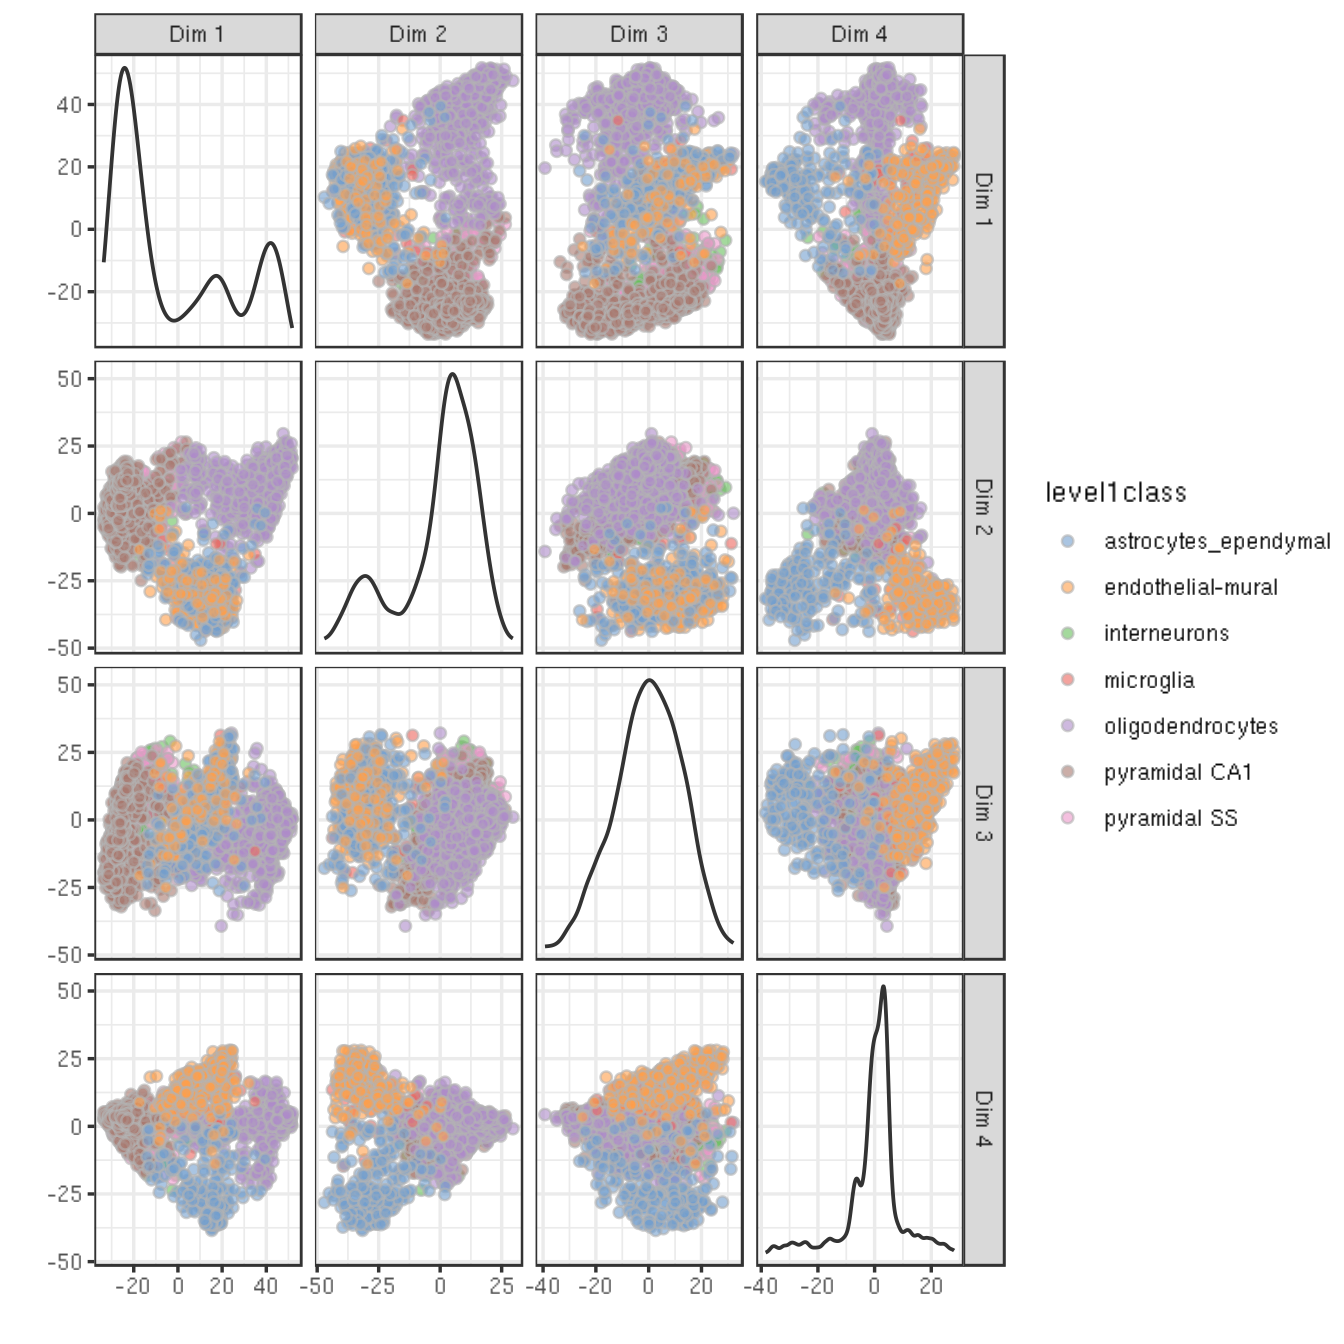 Dim 1 Dim 2 Dim 3 Dim 4
40
20
0
-20
Dim 1
50
25
0
-25
-50
Dim 2
50
25
0
-25
-50
Dim 3
50
25
0
-25
-50
Dim 4
-20 0 20 40 -50 -25 0 25 -40 -20 0 20 -40 -20 0 20
level1class
astrocytes_ependymal
endothelial-mural
interneurons
microglia
oligodendrocytes
pyramidal CA1
pyramidal SS